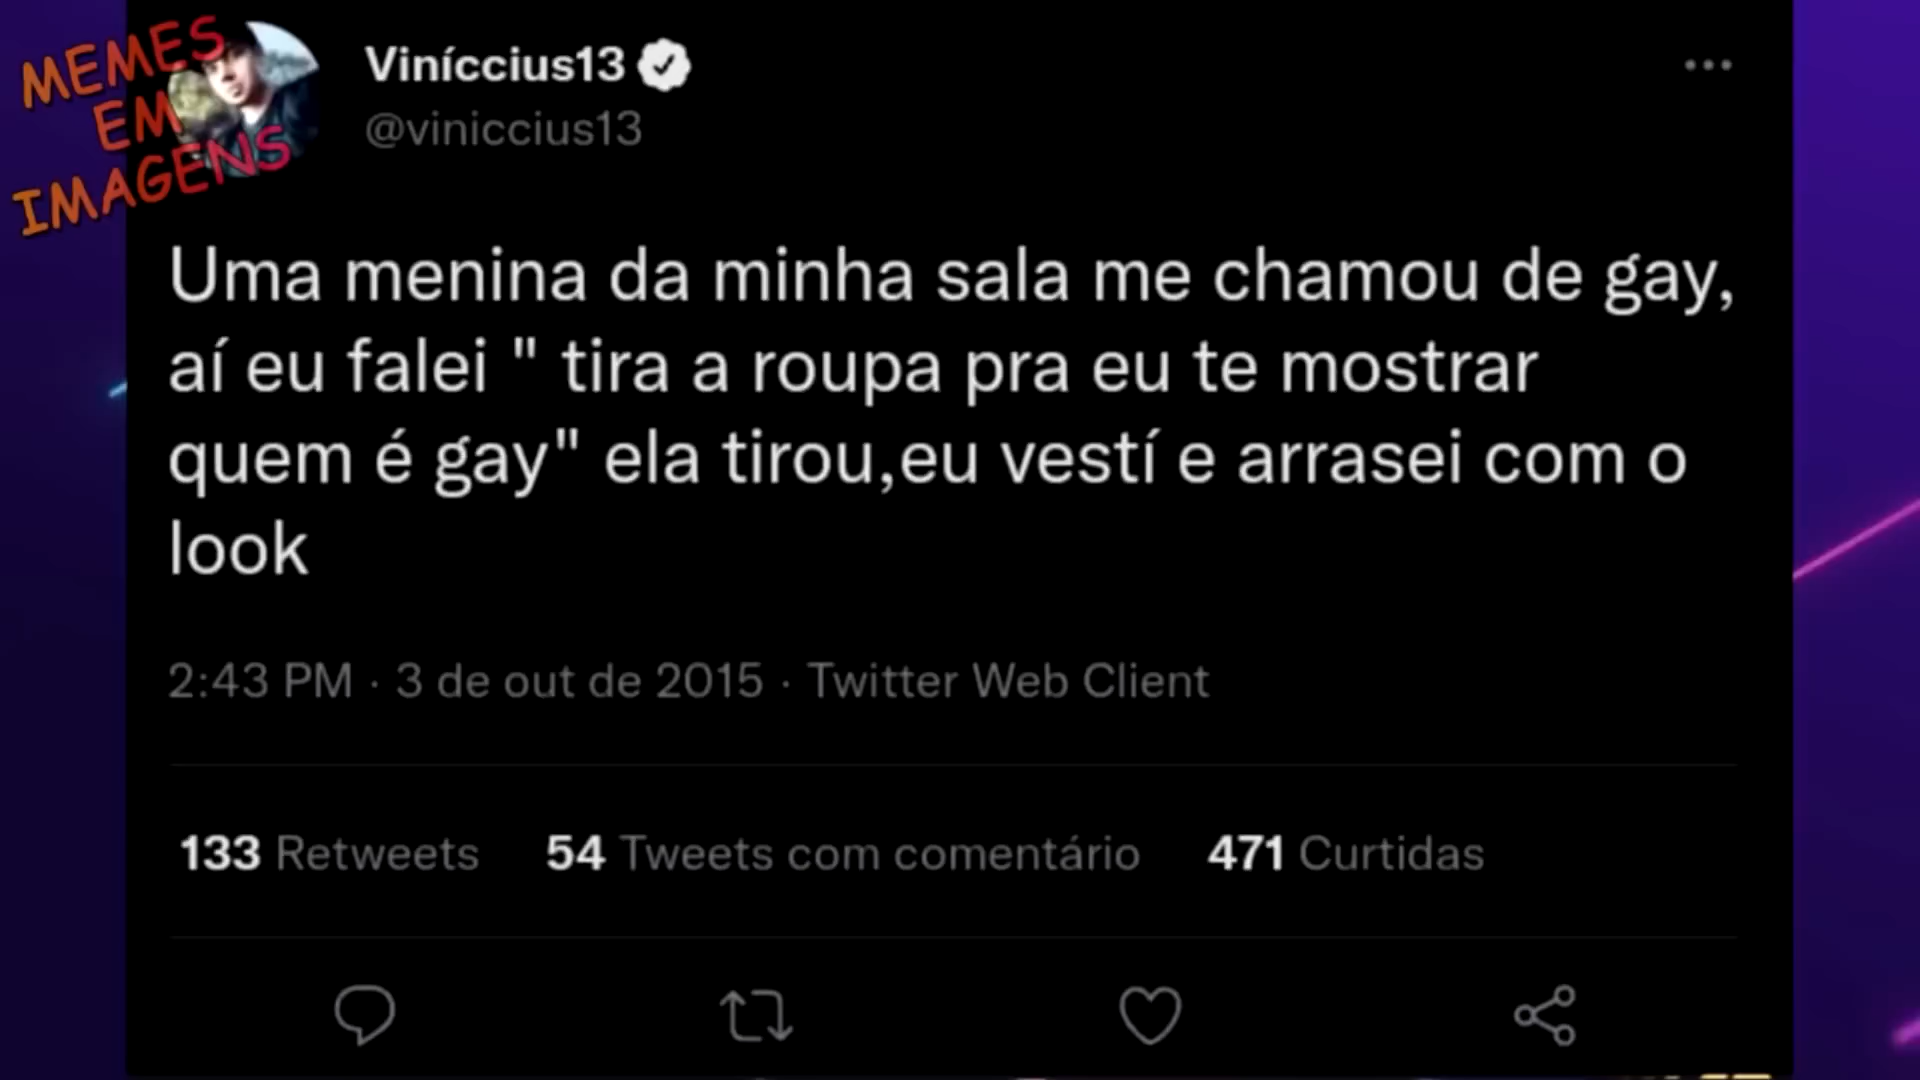 MEMES
EM
IMAGENS
Viníccius13
@viniccius13
Uma menina da minha sala me chamou de gay,
aí eu falei " tira a roupa pra eu te mostrar
quem é gay" ela tirou,eu vestí e arrasei com o
look
2:43 PM · 3 de out de 2015 · Twitter Web Client
133 Retweets 54 Tweets com comentário 471 Curtidas